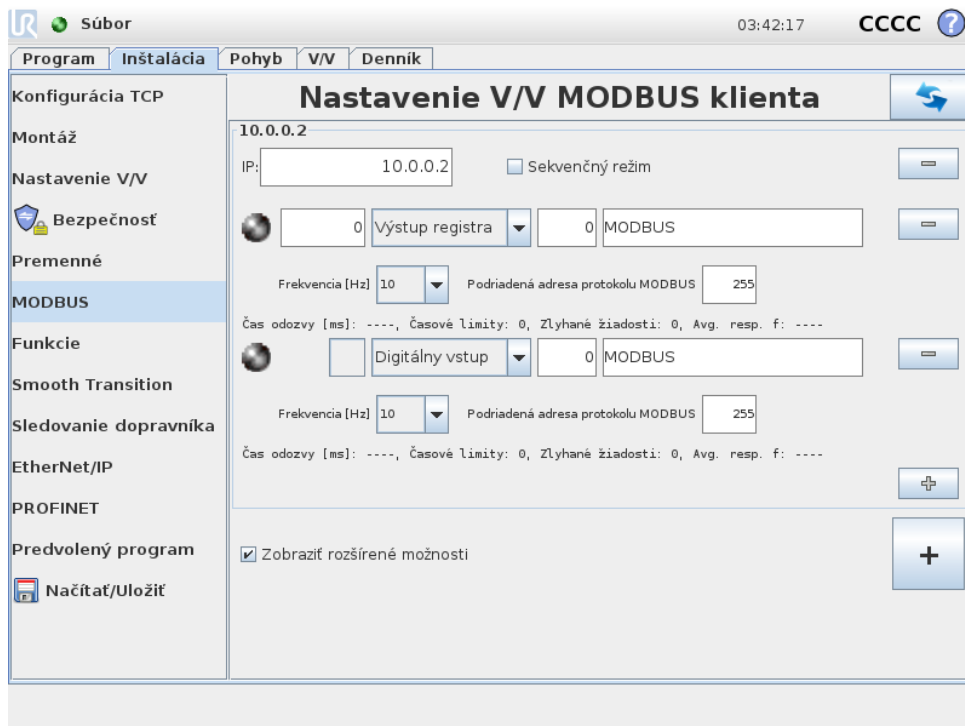 UR Súbor 03:42:17 CCCC ?
Program Inštalácia Pohyb V/V Denník
Konfigurácia TCP
Montáž
Nastavenie V/V
Bezpečnosť
Premenné
MODBUS
Funkcie
Smooth Transition
Sledovanie dopravníka
EtherNet/IP
PROFINET
Predvolený program
Načítať/Uložiť
Nastavenie V/V MODBUS klienta
10.0.0.2
IP: 10.0.0.2 Sekvenčný režim
0 Výstup registra 0 MODBUS
Frekvencia [Hz] 10 Podriadená adresa protokolu MODBUS 255
Čas odozvy [ms]: ----, Časové limity: 0, Zlyhané žiadosti: 0, Avg. resp. f: ----
Digitálny vstup 0 MODBUS
Frekvencia [Hz] 10 Podriadená adresa protokolu MODBUS 255
Čas odozvy [ms]: ----, Časové limity: 0, Zlyhané žiadosti: 0, Avg. resp. f: ----
Zobraziť rozšírené možnosti